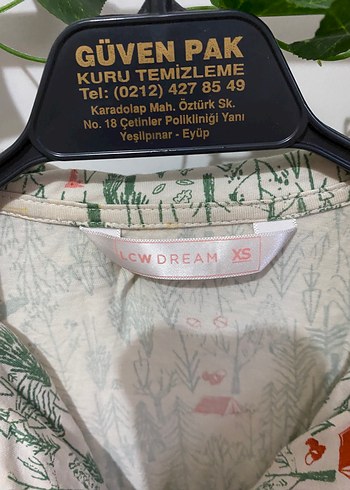 GÜVEN PAK
KURU TEMİZLEME
Tel: (0212) 427 85 49
Karadolap Mah. Öztürk Sk.
No. 18 Çetinler Polikliniği Yanı
Yeşilpınar - Eyüp
LCW DREAM XS